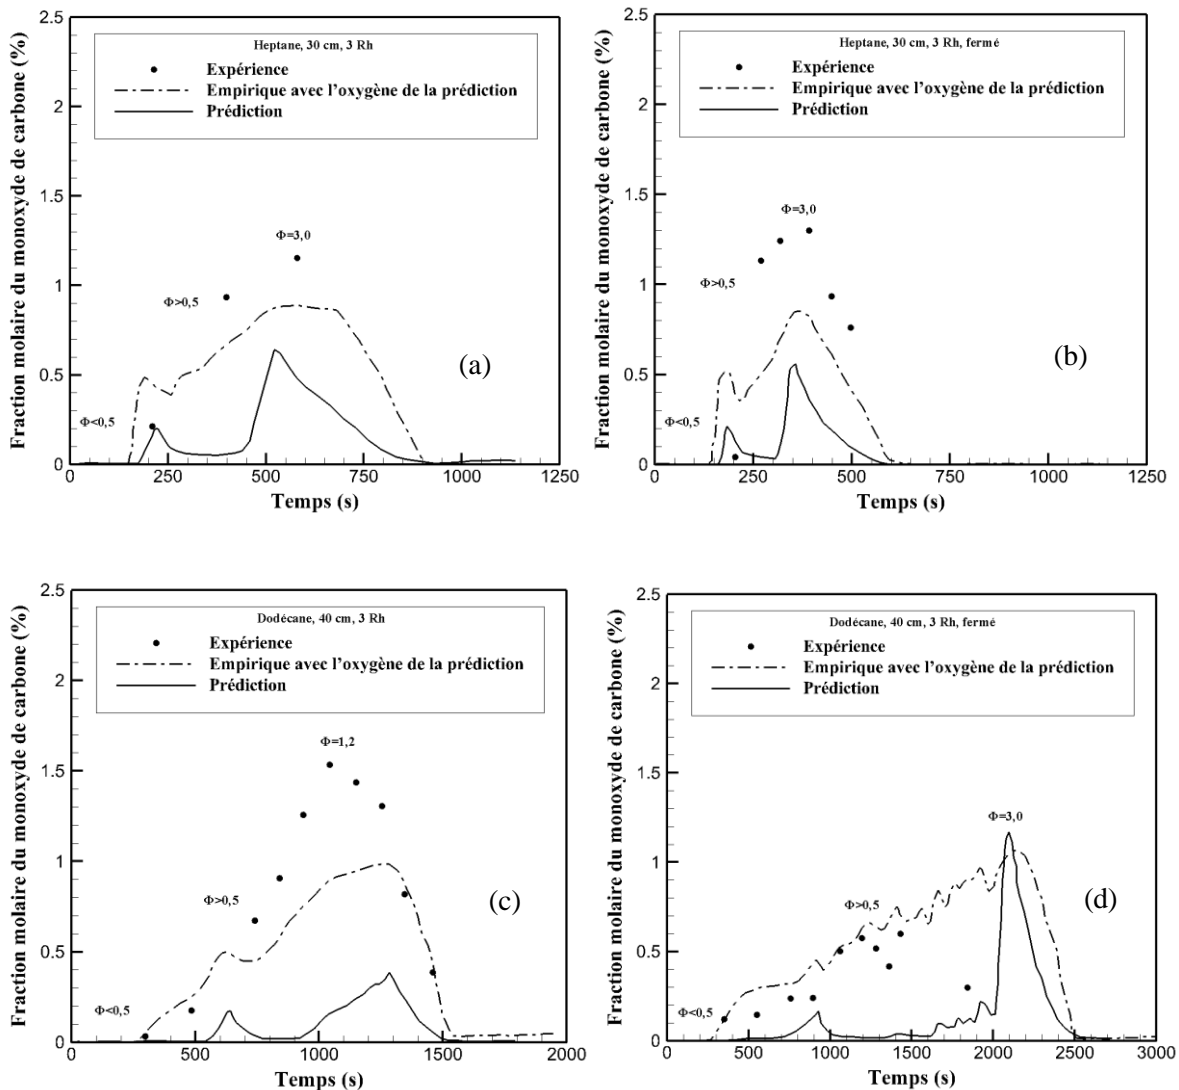 Heptane, 30 cm, 3 Rh
Expérience
Empirique avec l'oxygène de la prédiction
Prédiction
Fraction molaire du monoxyde de carbone (%)
2.5
2
1.5
1
0.5
0
Φ=3,0
Φ>0,5
Φ<0,5
(a)
0 250 500 750 1000 1250
Temps (s)
Heptane, 30 cm, 3 Rh, fermé
Expérience
Empirique avec l'oxygène de la prédiction
Prédiction
Fraction molaire du monoxyde de carbone (%)
2.5
2
1.5
1
0.5
0
Φ=3,0
Φ>0,5
Φ<0,5
(b)
0 250 500 750 1000 1250
Temps (s)
Dodécane, 40 cm, 3 Rh
Expérience
Empirique avec l'oxygène de la prédiction
Prédiction
Fraction molaire du monoxyde de carbone (%)
2.5
2
1.5
1
0.5
0
Φ=1,2
Φ>0,5
Φ<0,5
(c)
0 500 1000 1500 2000
Temps (s)
Dodécane, 40 cm, 3 Rh, fermé
Expérience
Empirique avec l'oxygène de la prédiction
Prédiction
Fraction molaire du monoxyde de carbone (%)
2.5
2
1.5
1
0.5
0
Φ=3,0
Φ>0,5
Φ<0,5
(d)
0 500 1000 1500 2000 2500 3000
Temps (s)